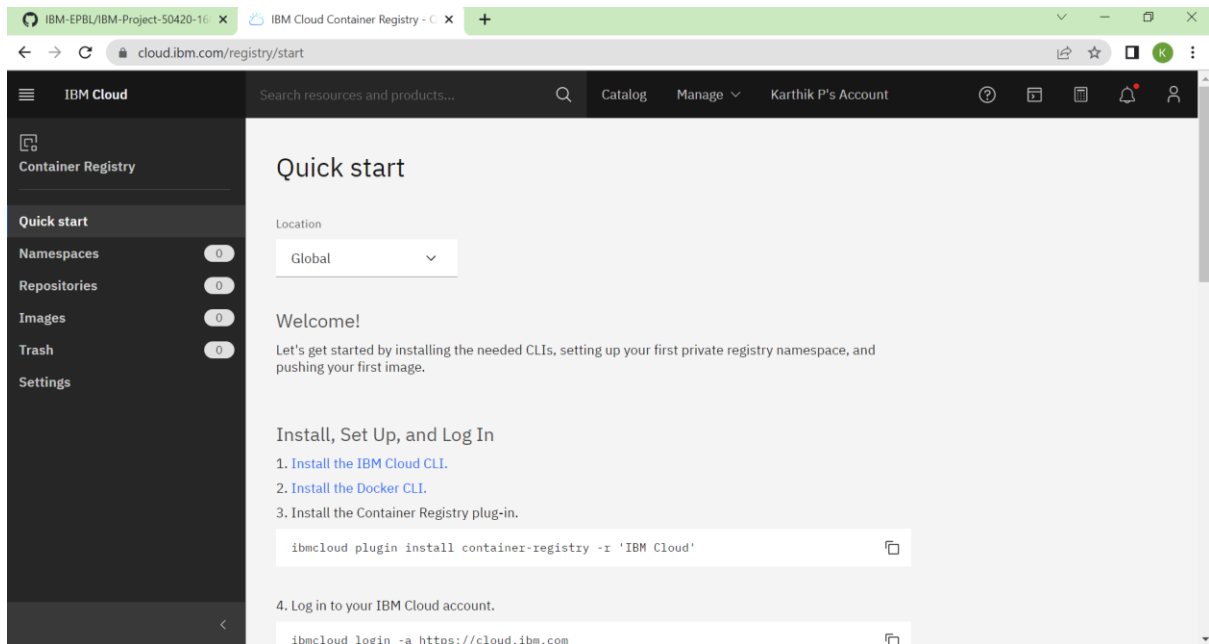 IBM-EPBL/IBM-Project-50420-16
IBM Cloud Container Registry - C
cloud.ibm.com/registry/start
K
IBM Cloud
Search resources and products...
Catalog
Manage
Karthik P's Account
Container Registry
Quick start
Namespaces 0
Repositories 0
Images 0
Trash 0
Settings
Quick start
Location
Global
Welcome!
Let's get started by installing the needed CLIs, setting up your first private registry namespace, and
pushing your first image.
Install, Set Up, and Log In
1. Install the IBM Cloud CLI.
2. Install the Docker CLI.
3. Install the Container Registry plug-in.
ibmcloud plugin install container-registry -r 'IBM Cloud'
4. Log in to your IBM Cloud account.
ibmcloud login -a https://cloud.ibm.com